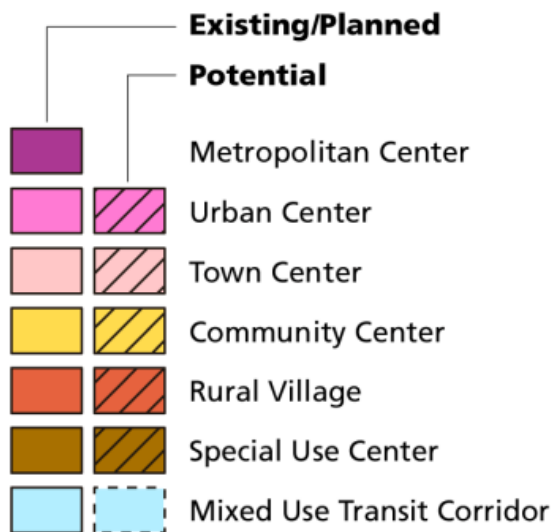 Existing/Planned
Potential
Metropolitan Center
Urban Center
Town Center
Community Center
Rural Village
Special Use Center
Mixed Use Transit Corridor